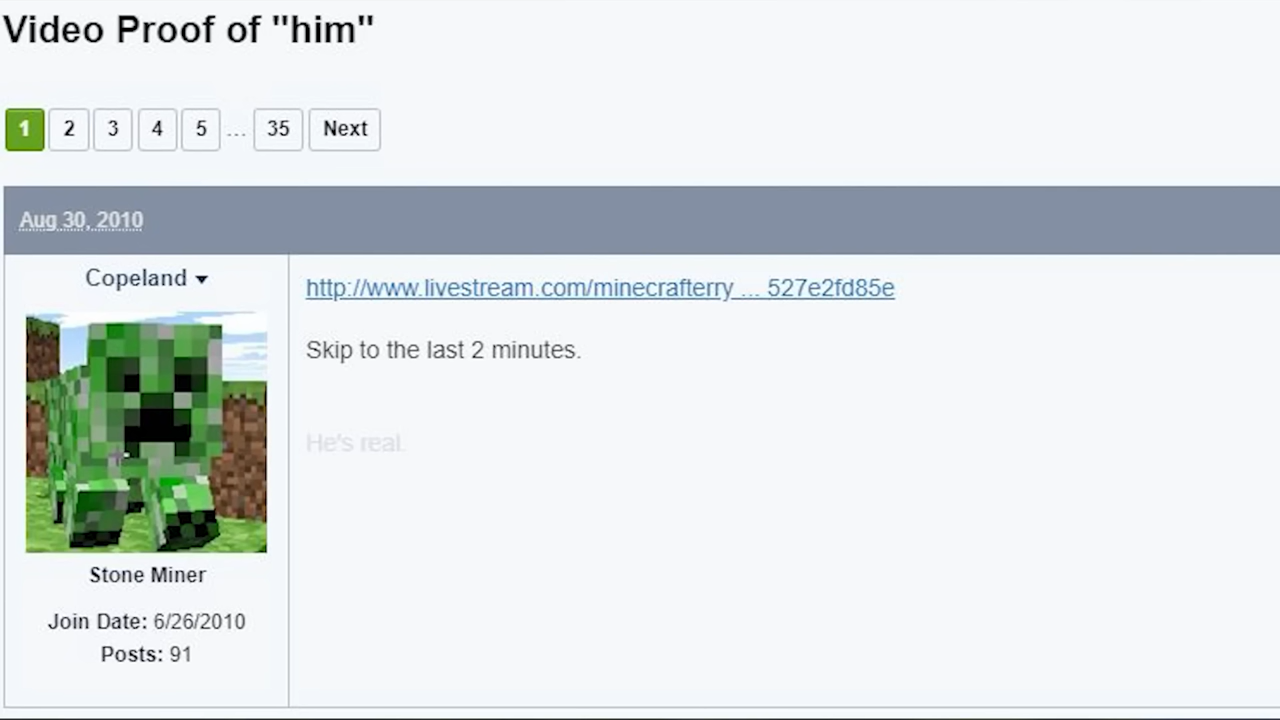 Video Proof of "him"
1 2 3 4 5 ... 35 Next
Aug 30, 2010
Copeland
http://www.livestream.com/minecrafterry ... 527e2fd85e
Skip to the last 2 minutes.
He's real.
Stone Miner
Join Date: 6/26/2010
Posts: 91